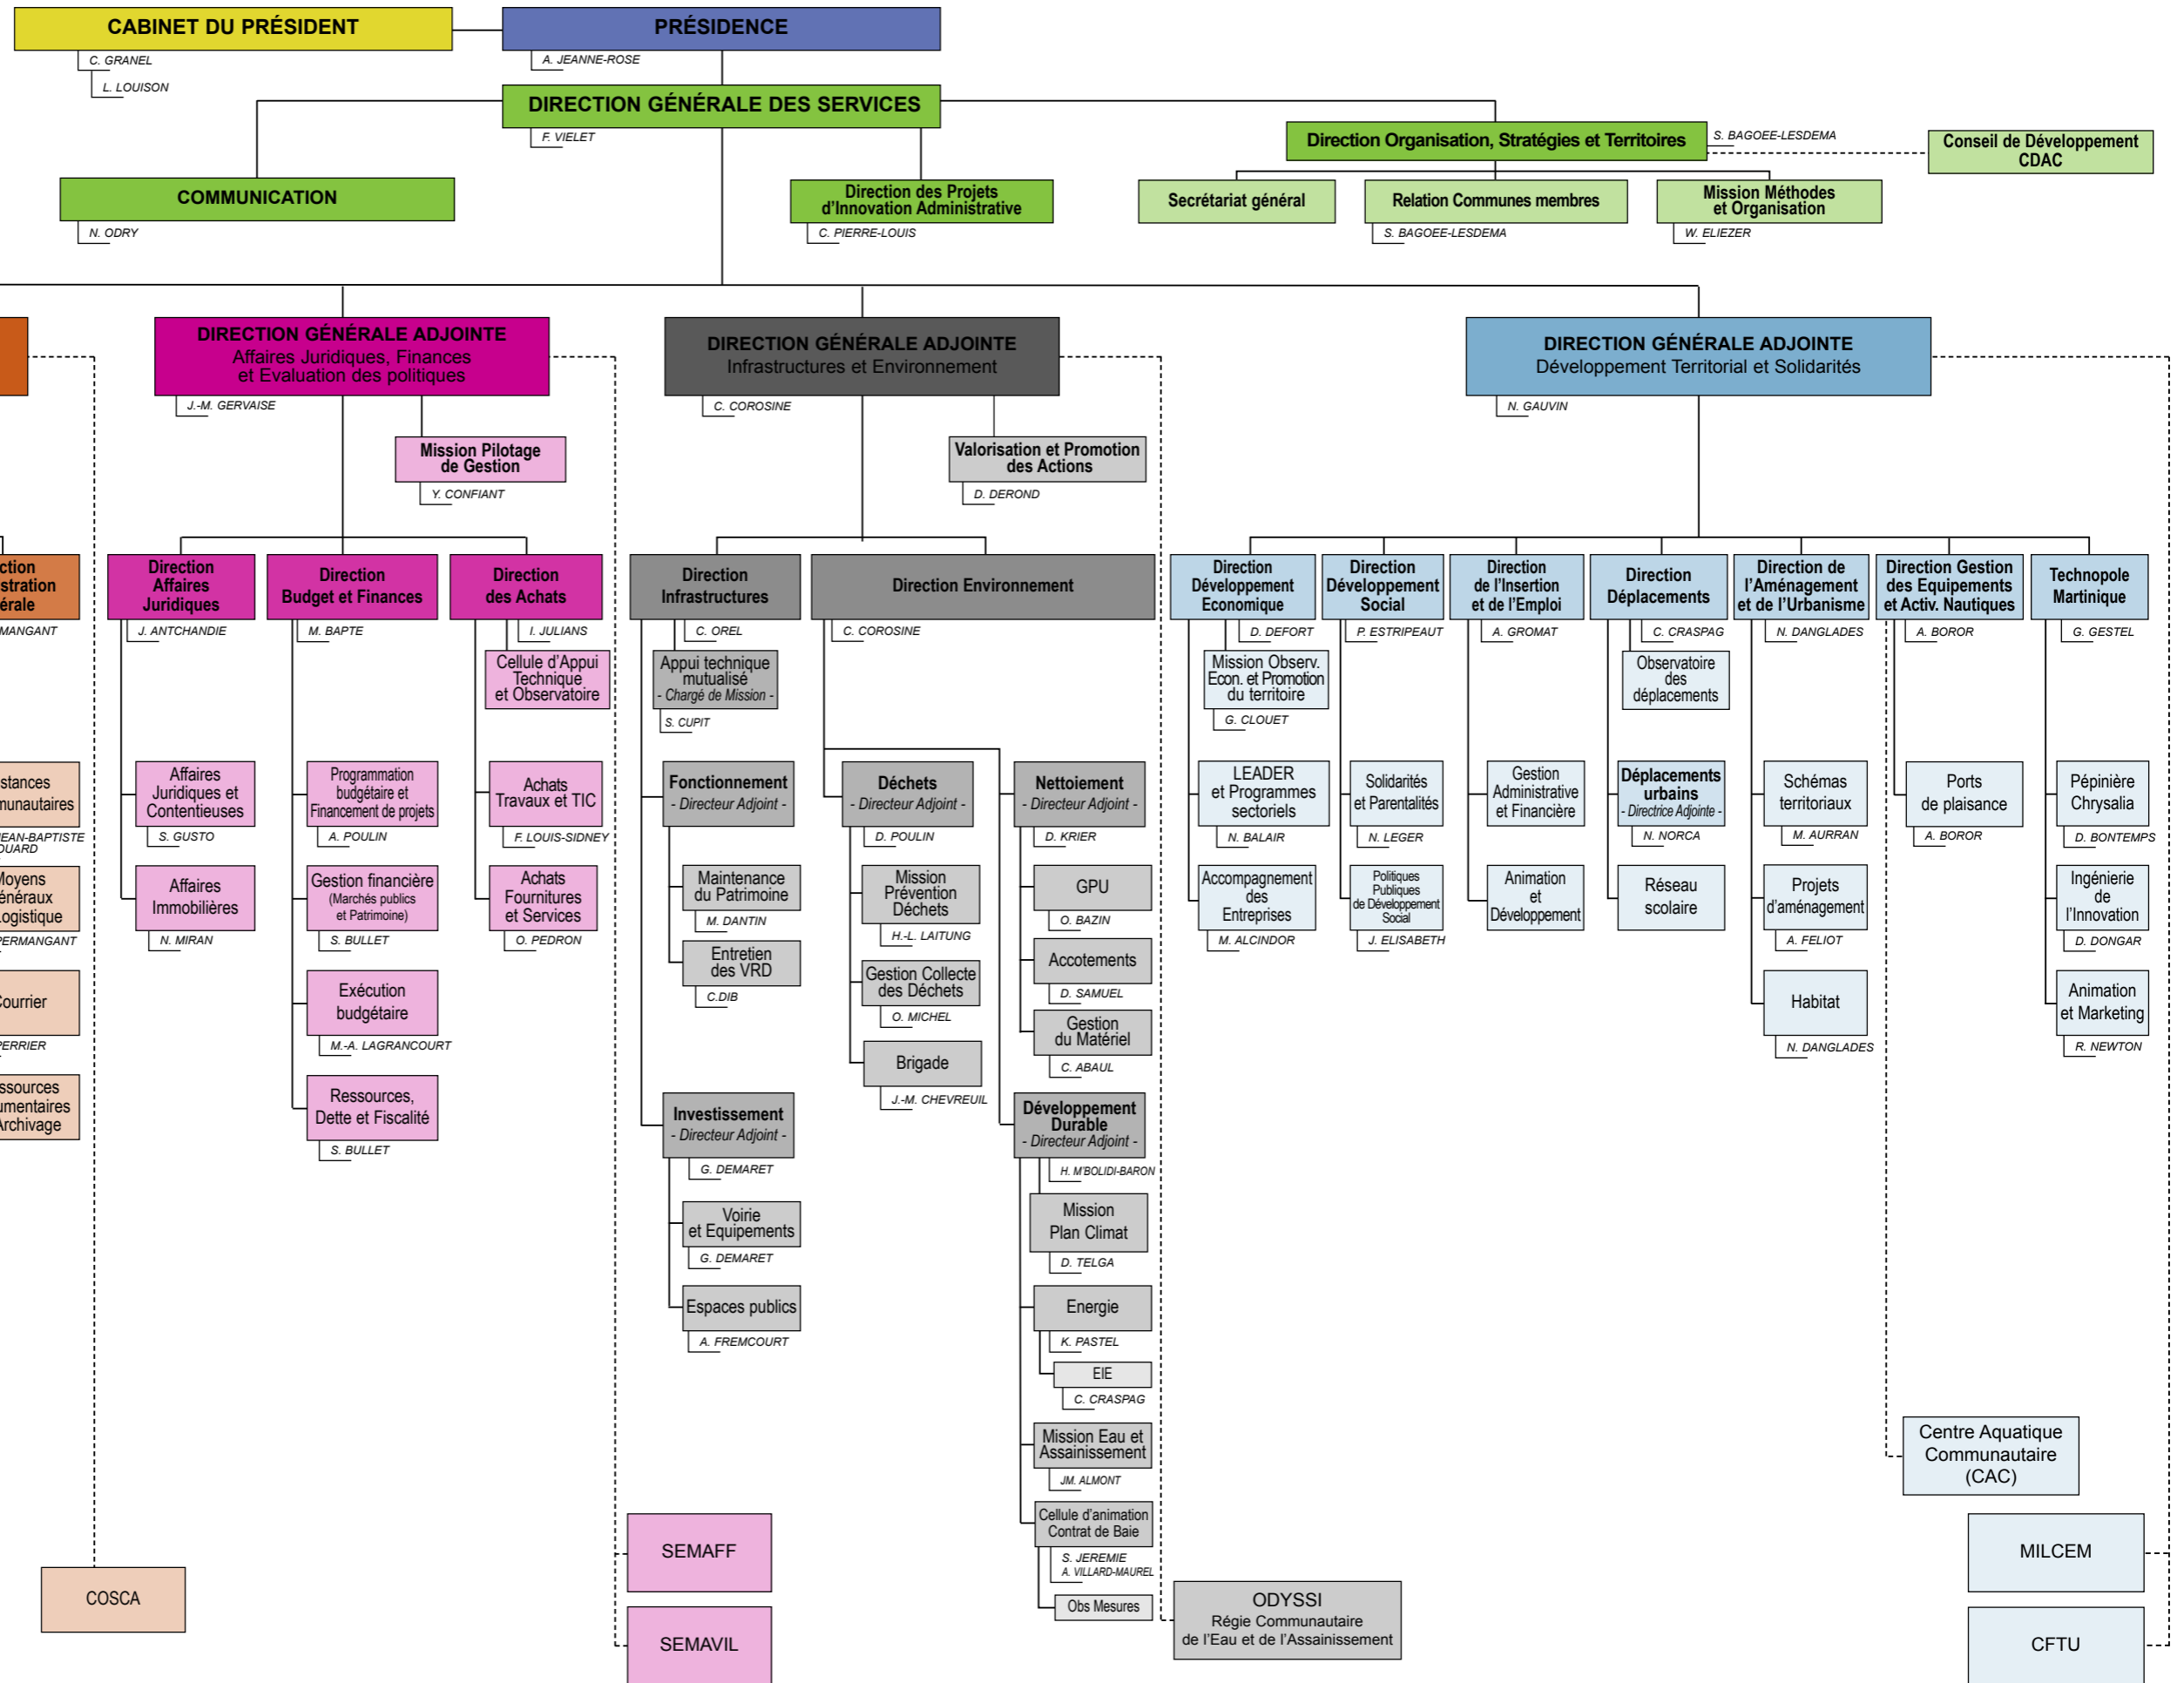 CABINET DU PRÉSIDENT
C. GRANEL
L. LOUISON
PRÉSIDENCE
A. JEANNE-ROSE
DIRECTION GÉNÉRALE DES SERVICES
F. VIELET
COMMUNICATION
N. ODRY
Direction des Projets
d'Innovation Administrative
C. PIERRE-LOUIS
Direction Organisation, Stratégies et Territoires
S. BAGOEE-LESDEMA
Conseil de Développement
CDAC
Secrétariat général
Relation Communes membres
S. BAGOEE-LESDEMA
Mission Méthodes
et Organisation
W. ELIEZER
ction
stration
érale
MANGANT
stances
munautaires
EAN-BAPTISTE
OUARD
Moyens
énéraux
Logistique
PERMANGANT
Courrier
PERRIER
ssources
umentaires
Archivage
COSCA
DIRECTION GÉNÉRALE ADJOINTE
Affaires Juridiques, Finances
et Evaluation des politiques
J.-M. GERVAISE
Mission Pilotage
de Gestion
Y. CONFIANT
Direction
Affaires
Juridiques
J. ANTCHANDIE
Affaires
Juridiques et
Contentieuses
S. GUSTO
Affaires
Immobilières
N. MIRAN
Direction
Budget et Finances
M. BAPTE
Programmation
budgétaire et
Financement de projets
A. POULIN
Gestion financière
(Marchés publics
et Patrimoine)
S. BULLET
Exécution
budgétaire
M.-A. LAGRANCOURT
Ressources,
Dette et Fiscalité
S. BULLET
Direction
des Achats
I. JULIANS
Cellule d'Appui
Technique
et Observatoire
Achats
Travaux et TIC
F. LOUIS-SIDNEY
Achats
Fournitures
et Services
O. PEDRON
SEMAFF
SEMAVIL
DIRECTION GÉNÉRALE ADJOINTE
Infrastructures et Environnement
C. COROSINE
Valorisation et Promotion
des Actions
D. DEROND
Direction
Infrastructures
C. OREL
Appui technique
mutualisé
- Chargé de Mission -
S. CUPIT
Fonctionnement
- Directeur Adjoint -
Maintenance
du Patrimoine
M. DANTIN
Entretien
des VRD
C.DIB
Investissement
- Directeur Adjoint -
G. DEMARET
Voirie
et Equipements
G. DEMARET
Espaces publics
A. FREMCOURT
Direction Environnement
C. COROSINE
Déchets
- Directeur Adjoint -
D. POULIN
Mission
Prévention
Déchets
H.-L. LAITUNG
Gestion Collecte
des Déchets
O. MICHEL
Brigade
J.-M. CHEVREUIL
Nettoiement
- Directeur Adjoint -
D. KRIER
GPU
O. BAZIN
Accotements
D. SAMUEL
Gestion
du Matériel
C. ABAUL
Développement
Durable
- Directeur Adjoint -
H. M'BOLIDI-BARON
Mission
Plan Climat
D. TELGA
Energie
K. PASTEL
EIE
C. CRASPAG
Mission Eau et
Assainissement
JM. ALMONT
Cellule d'animation
Contrat de Baie
S. JEREMIE
A. VILLARD-MAUREL
Obs Mesures
ODYSSI
Régie Communautaire
de l'Eau et de l'Assainissement
DIRECTION GÉNÉRALE ADJOINTE
Développement Territorial et Solidarités
N. GAUVIN
Direction
Développement
Economique
D. DEFORT
Mission Observ.
Econ. et Promotion
du territoire
G. CLOUET
LEADER
et Programmes
sectoriels
N. BALAIR
Accompagnement
des
Entreprises
M. ALCINDOR
Direction
Développement
Social
P. ESTRIPEAUT
Solidarités
et Parentalités
N. LEGER
Politiques
Publiques
de Développement
Social
J. ELISABETH
Direction
de l'Insertion
et de l'Emploi
A. GROMAT
Gestion
Administrative
et Financière
Animation
et
Développement
Direction
Déplacements
C. CRASPAG
Observatoire
des
déplacements
Déplacements
urbains
- Directrice Adjointe -
N. NORCA
Réseau
scolaire
Direction de
l'Aménagement
et de l'Urbanisme
N. DANGLADES
Schémas
territoriaux
M. AURRAN
Projets
d'aménagement
A. FELIOT
Habitat
N. DANGLADES
Direction Gestion
des Equipements
et Activ. Nautiques
A. BOROR
Ports
de plaisance
A. BOROR
Technopole
Martinique
G. GESTEL
Pépinière
Chrysalia
D. BONTEMPS
Ingénierie
de
l'Innovation
D. DONGAR
Animation
et Marketing
R. NEWTON
Centre Aquatique
Communautaire
(CAC)
MILCEM
CFTU